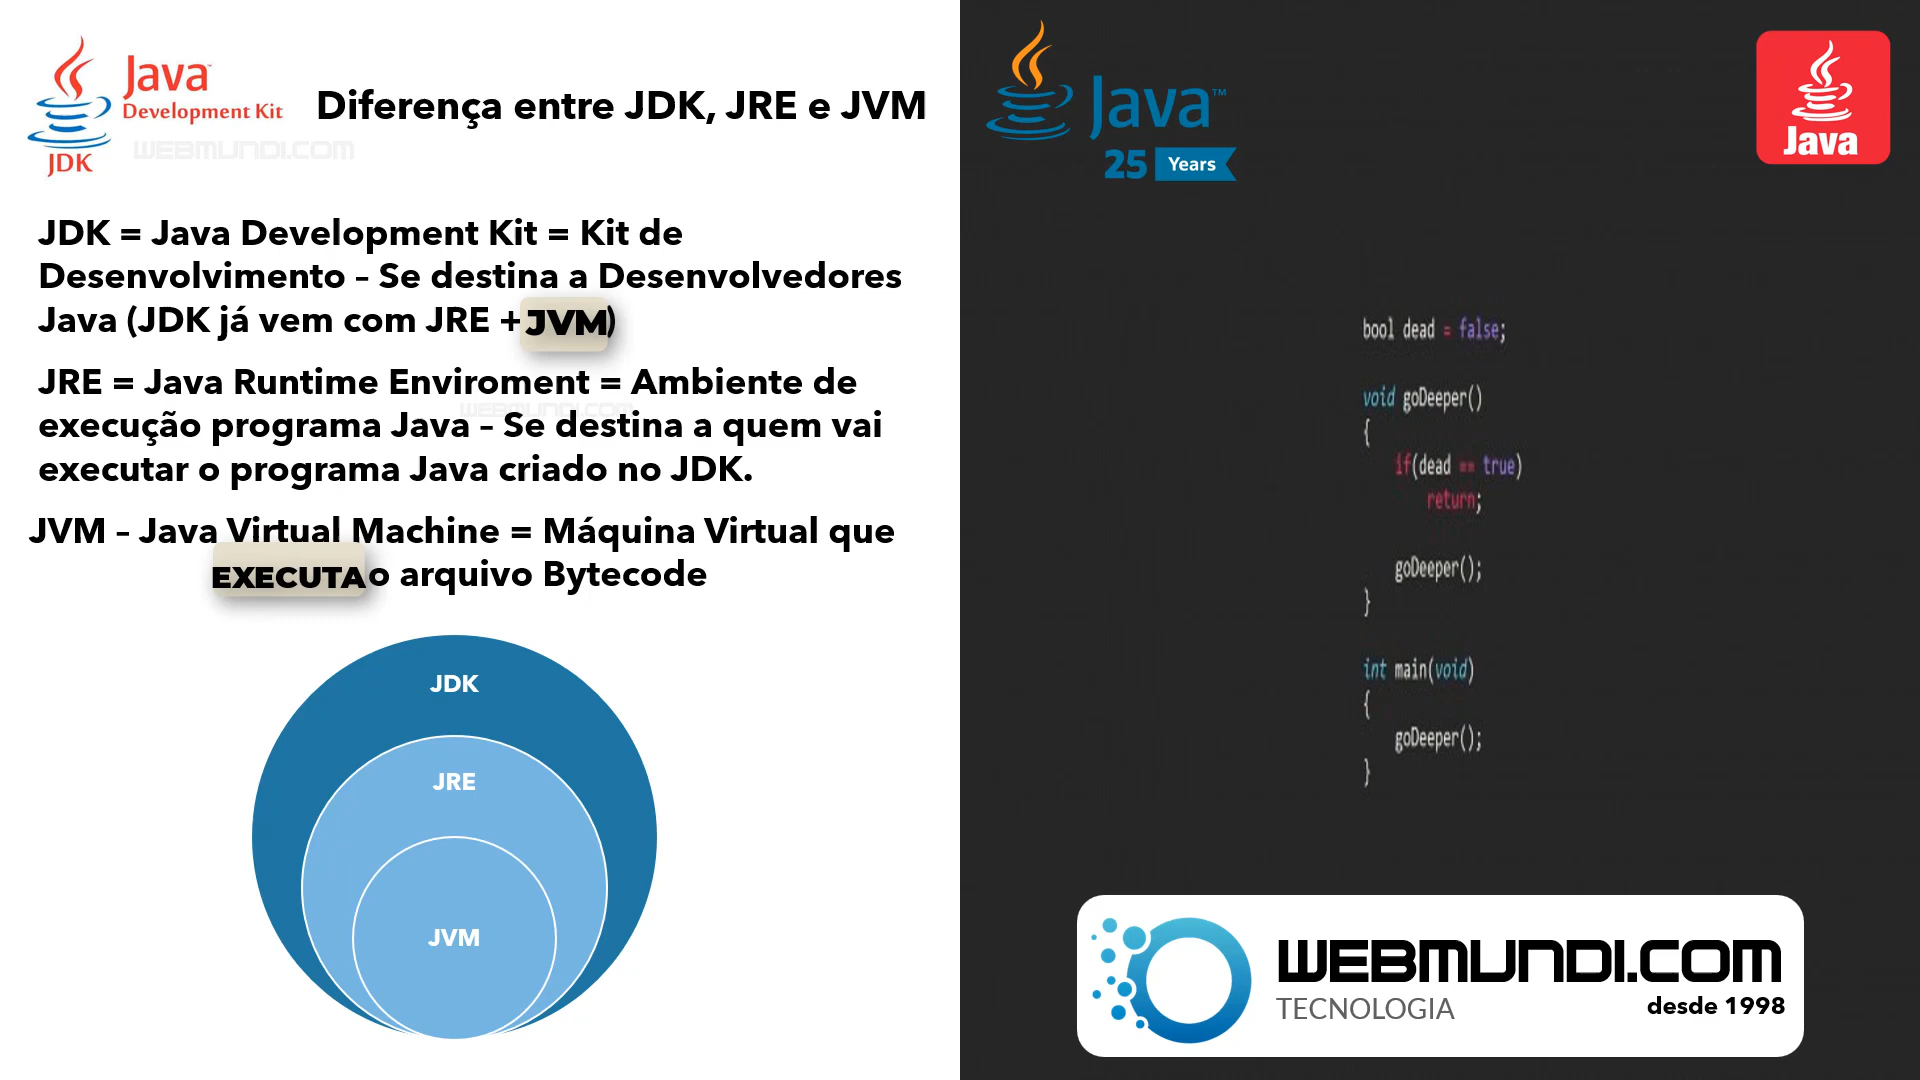 Java™
Development Kit
JDK
Diferença entre JDK, JRE e JVM
WEBMUNDI.COM
JDK = Java Development Kit = Kit de
Desenvolvimento – Se destina a Desenvolvedores
Java (JDK já vem com JRE + JVM)
JRE = Java Runtime Enviroment = Ambiente de
WEBMUNDI.COM
execução programa Java – Se destina a quem vai
executar o programa Java criado no JDK.
JVM – Java Virtual Machine = Máquina Virtual que
EXECUTA o arquivo Bytecode
JDK
JRE
JVM
Java™
25 Years
Java
bool dead = false;
void goDeeper()
{
if(dead == true)
return;
goDeeper();
}
int main(void)
{
goDeeper();
}
WEBMUNDI.COM
TECNOLOGIA desde 1998